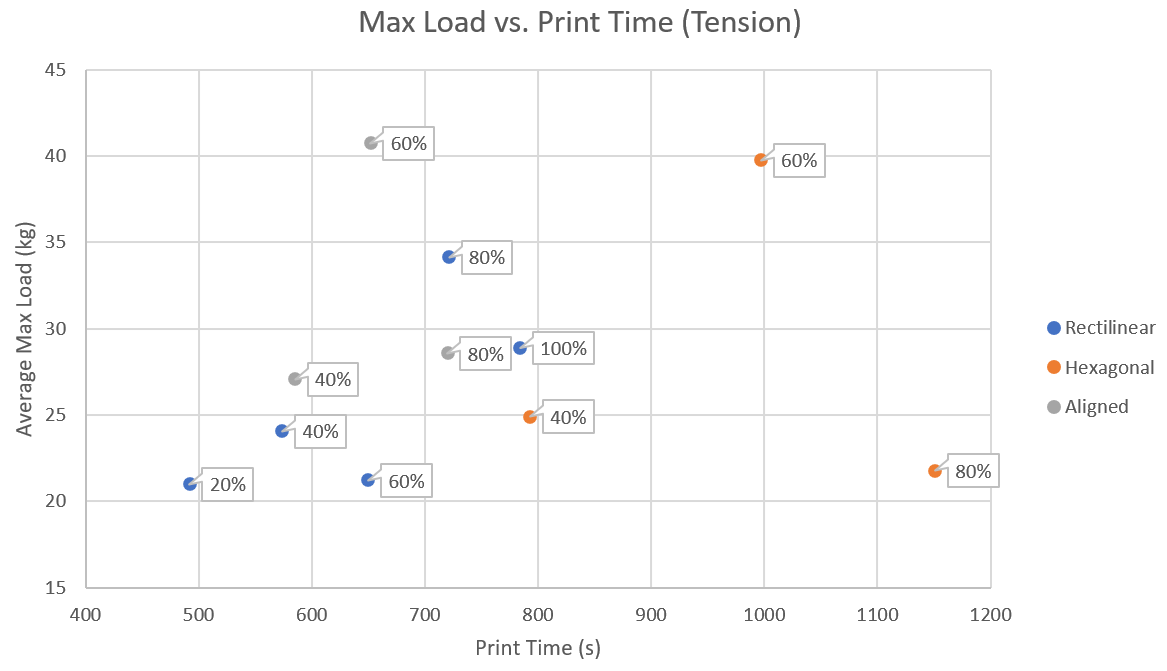 Max Load vs. Print Time (Tension)
45
40
35
30
25
20
15
Average Max Load (kg)
60%
60%
80%
80%
100%
40%
40%
40%
20%
60%
80%
400 500 600 700 800 900 1000 1100 1200
Print Time (s)
Rectilinear
Hexagonal
Aligned